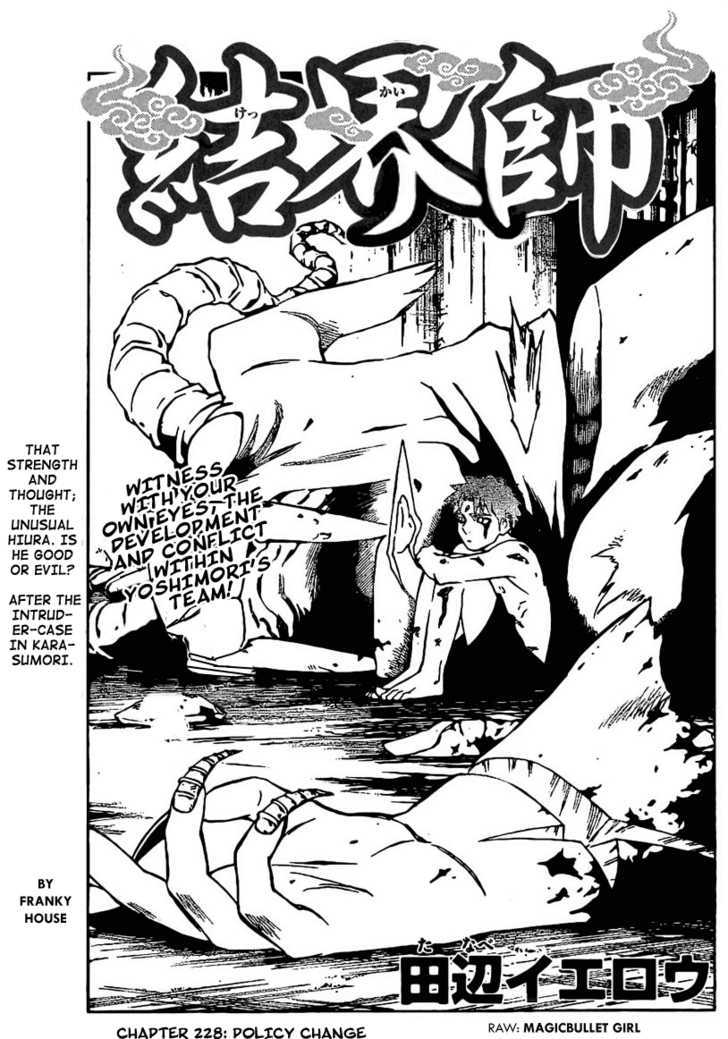 結界師
けっ かい し
THAT
STRENGTH
AND
THOUGHT;
THE
UNUSUAL
HIURA. IS
HE GOOD
OR EVIL?
AFTER THE
INTRUD-
ER-CASE
IN KARA-
SUMORI.
WITNESS
WITH YOUR
OWN EYES, THE
DEVELOPMENT
AND CONFLICT
WITHIN
YOSHIMORI'S
TEAM!
BY
FRANKY
HOUSE
た なべ
田辺イエロウ
CHAPTER 228: POLICY CHANGE
RAW: MAGICBULLET GIRL